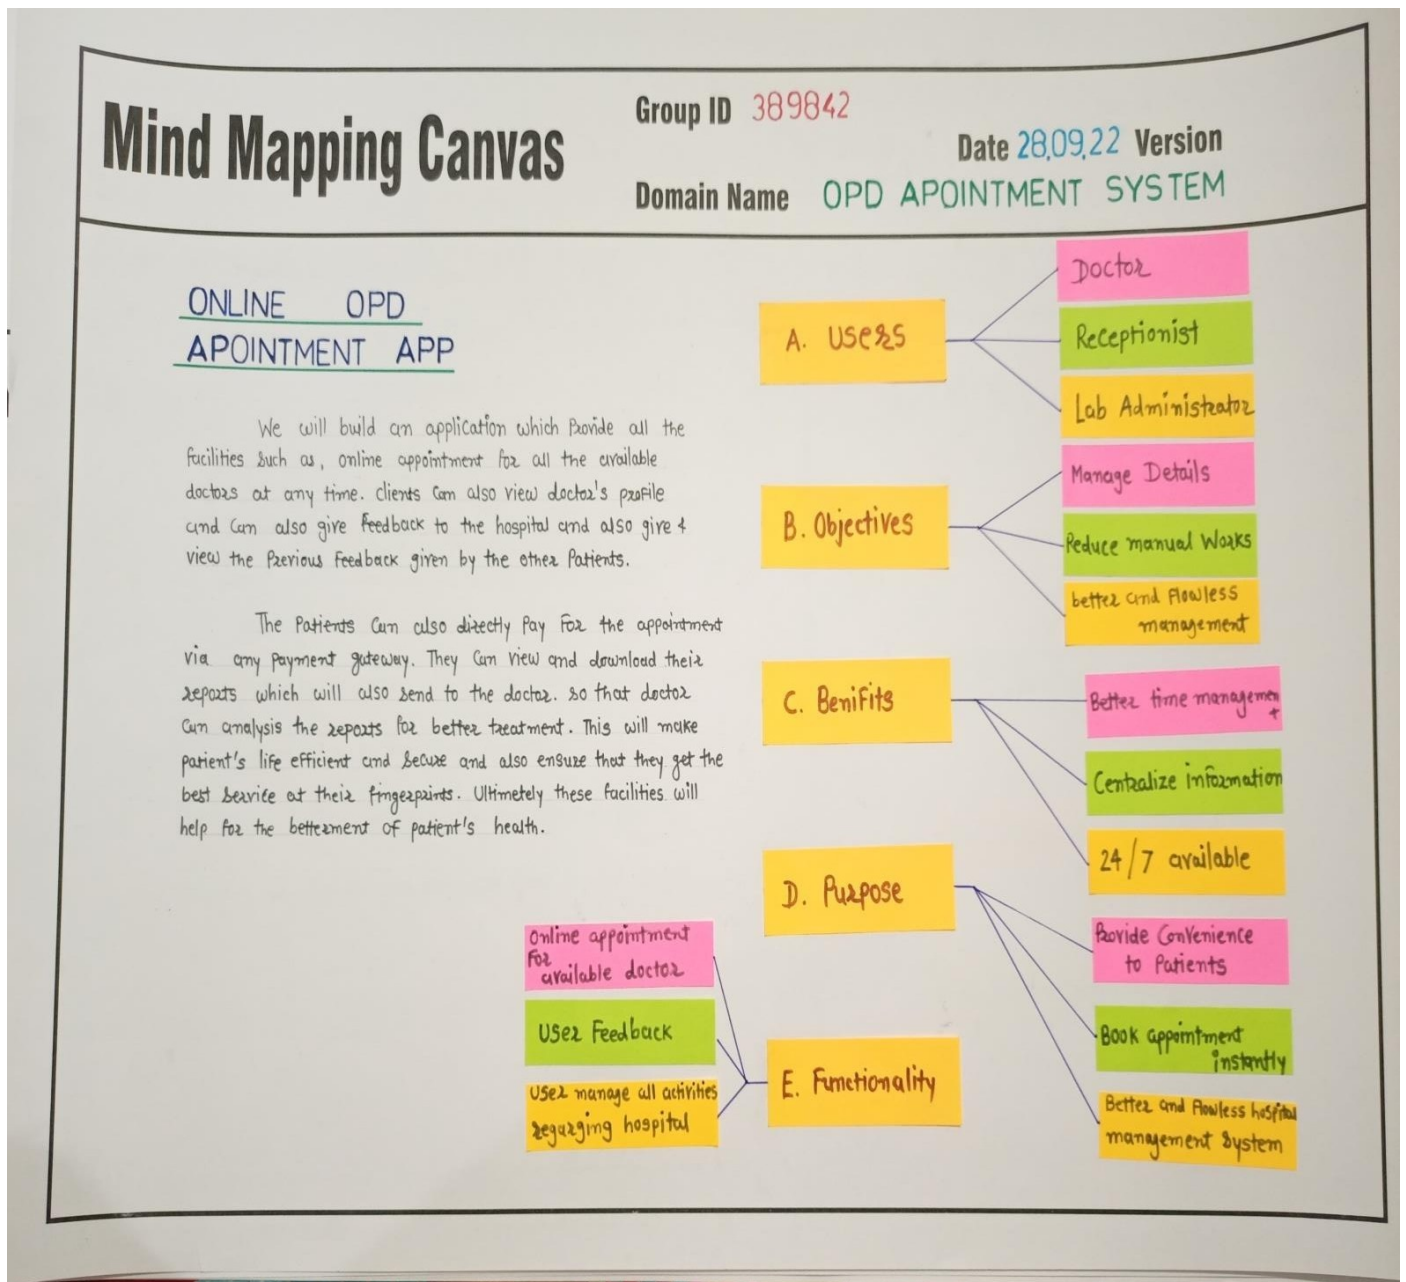 Mind Mapping Canvas
Group ID 389842
Date 28.09.22 Version
Domain Name OPD APOINTMENT SYSTEM
ONLINE OPD
APOINTMENT APP
We will build an application which Provide all the
facilities such as, online appointment for all the available
doctors at any time. clients Can also view doctor's profile
and Can also give Feedback to the hospital and also give &
view the Previous Feedback given by the other Patients.
The Patients Can also directly Pay For the appointment
via any payment gateway. They Can view and download their
reports which will also send to the doctor. so that doctor
Can analysis the reports for better treatment. This will make
patient's life efficient and Secure and also ensure that they get the
best Service at their fingerprints. Ultimetely these facilities will
help For the betterment of patient's health.
A. Users
Doctor
Receptionist
Lab Administrator
B. Objectives
Manage Details
Reduce manual Works
better and Flowless
management
C. Benifits
Better time managemen
t
Centralize information
24/7 available
D. Purpose
Provide Convenience
to Patients
Book appointment
instantly
Better and Flowless hospital
management System
E. Functionality
Online appointment
For
available doctor
User Feedback
User manage all activities
regarging hospital